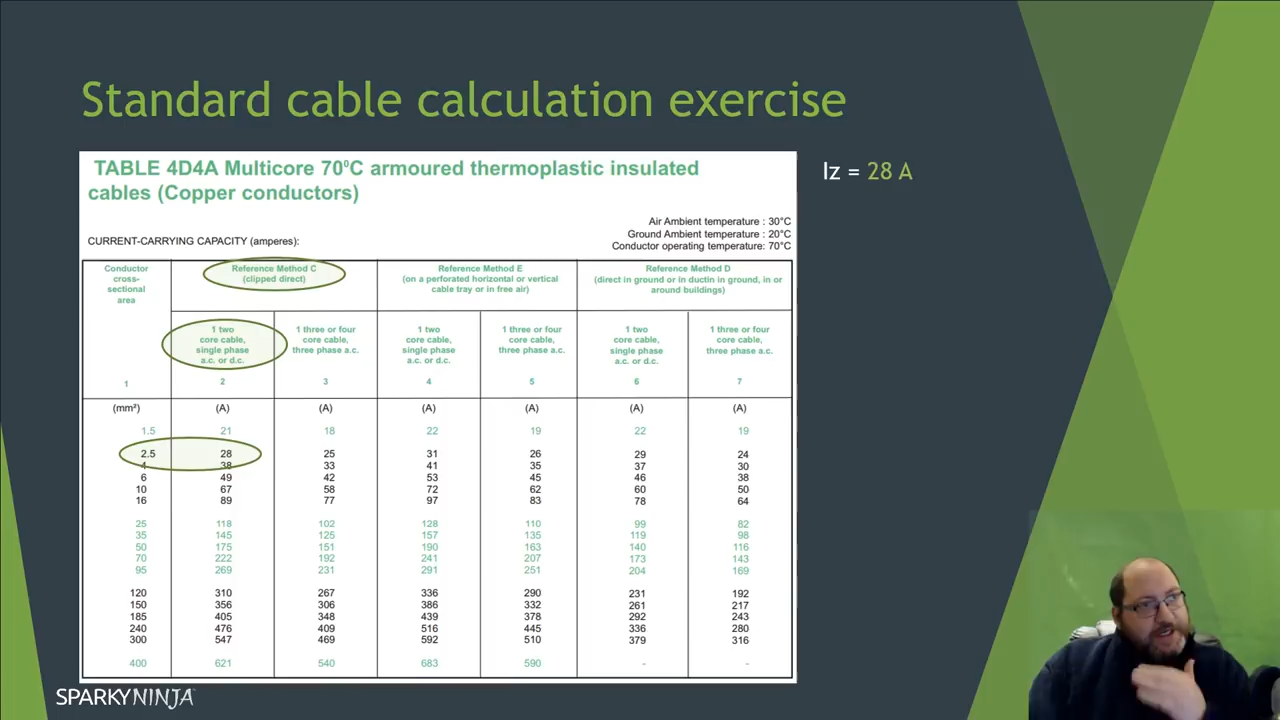 Standard cable calculation exercise
TABLE 4D4A Multicore 70⁰C armoured thermoplastic insulated
cables (Copper conductors)
Iz = 28 A
Air Ambient temperature : 30°C
Ground Ambient temperature : 20°C
CURRENT-CARRYING CAPACITY (amperes):
Conductor operating temperature: 70°C
Conductor
cross-
sectional
area
Reference Method C
(clipped direct)
Reference Method E
(on a perforated horizontal or vertical
cable tray or in free air)
Reference Method D
(direct in ground or in ductin ground, in or
around buildings)
1 two
core cable,
single phase
a.c. or d.c.
1 three or four
core cable,
three phase a.c.
1 two
core cable,
single phase
a.c. or d.c.
1 three or four
core cable,
three phase a.c.
1 two
core cable,
single phase
a.c. or d.c.
1 three or four
core cable,
three phase a.c.
1 2 3 4 5 6 7
(mm²) (A) (A) (A) (A) (A) (A)
1.5 21 18 22 19 22 19
2.5 28 25 31 26 29 24
4 38 33 41 35 37 30
6 49 42 53 45 46 38
10 67 58 72 62 60 50
16 89 77 97 83 78 64
25 118 102 128 110 99 82
35 145 125 157 135 119 98
50 175 151 190 163 140 116
70 222 192 241 207 173 143
95 269 231 291 251 204 169
120 310 267 336 290 231 192
150 356 306 386 332 261 217
185 405 348 439 378 292 243
240 476 409 516 445 336 280
300 547 469 592 510 379 316
400 621 540 683 590 - -
SPARKYNINJA